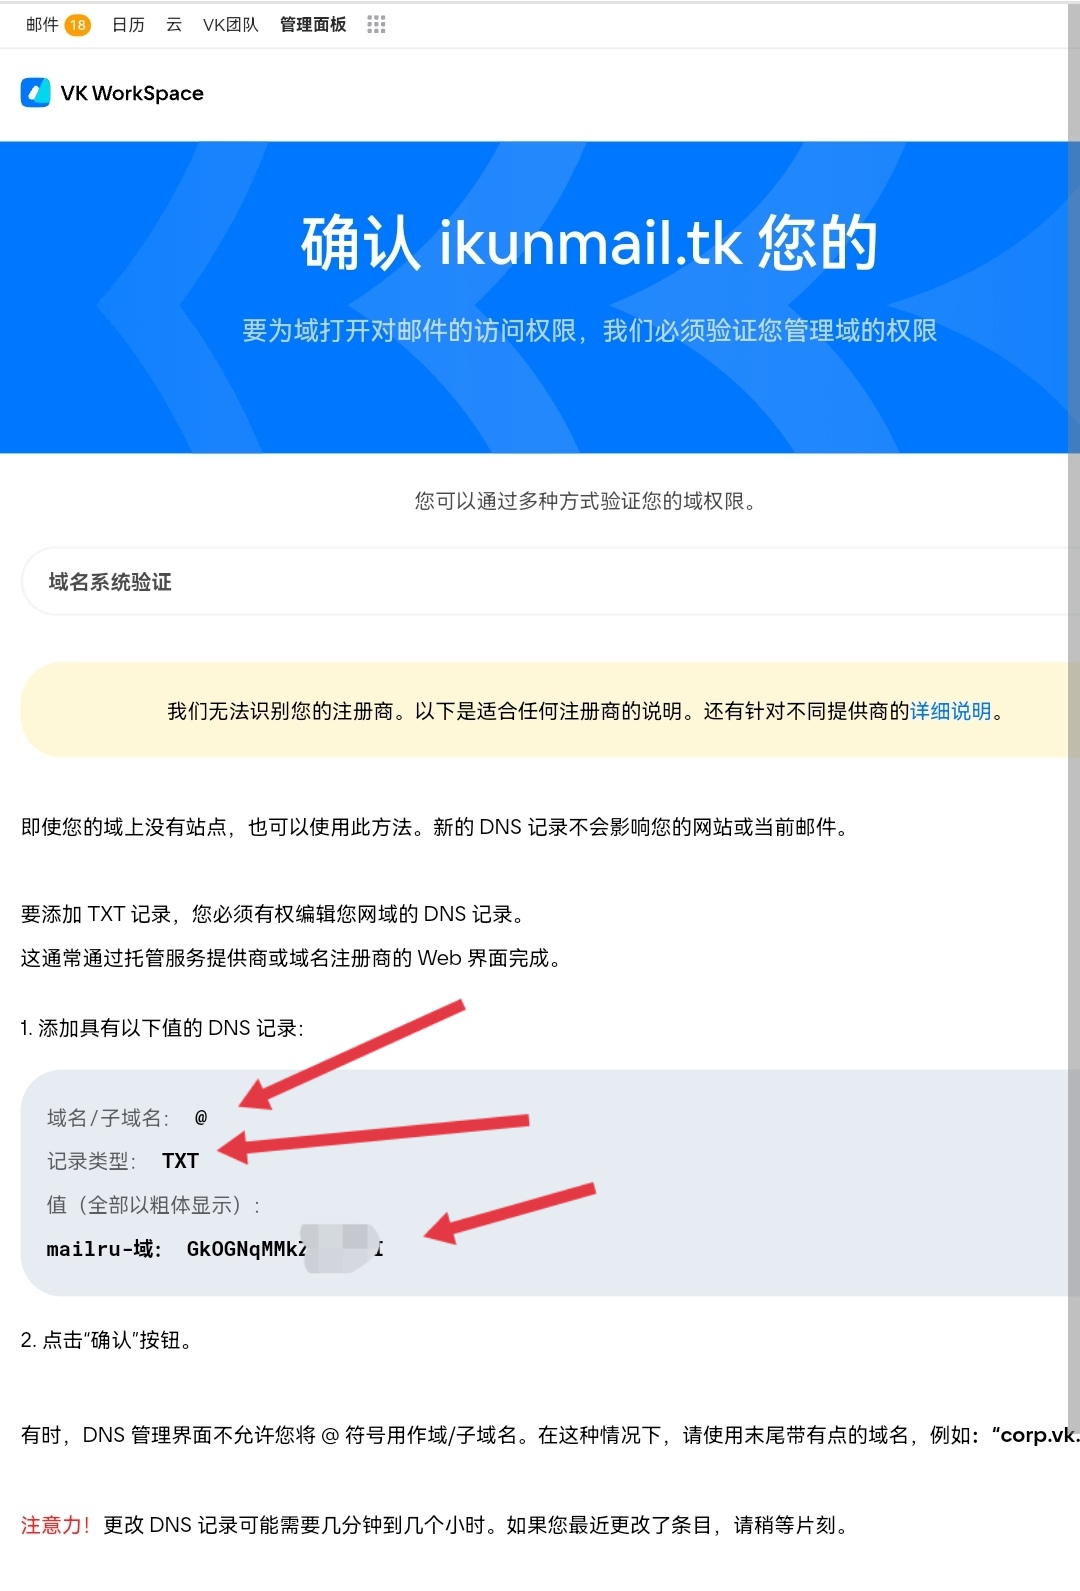 邮件 18 日历 云 VK团队 管理面板
VK WorkSpace
确认 ikunmail.tk 您的
要为域打开对邮件的访问权限，我们必须验证您管理域的权限
您可以通过多种方式验证您的域权限。
域名系统验证
我们无法识别您的注册商。以下是适合任何注册商的说明。还有针对不同提供商的详细说明。
即使您的域上没有站点，也可以使用此方法。新的 DNS 记录不会影响您的网站或当前邮件。
要添加 TXT 记录，您必须有权编辑您网域的 DNS 记录。
这通常通过托管服务提供商或域名注册商的 Web 界面完成。
1. 添加具有以下值的 DNS 记录：
域名/子域名： @
记录类型： TXT
值（全部以粗体显示）：
mailru-域：
2. 点击“确认”按钮。
有时，DNS 管理界面不允许您将 @ 符号用作域/子域名。在这种情况下，请使用末尾带有点的域名，例如：“corp.vk.
注意力！更改 DNS 记录可能需要几分钟到几个小时。如果您最近更改了条目，请稍等片刻。